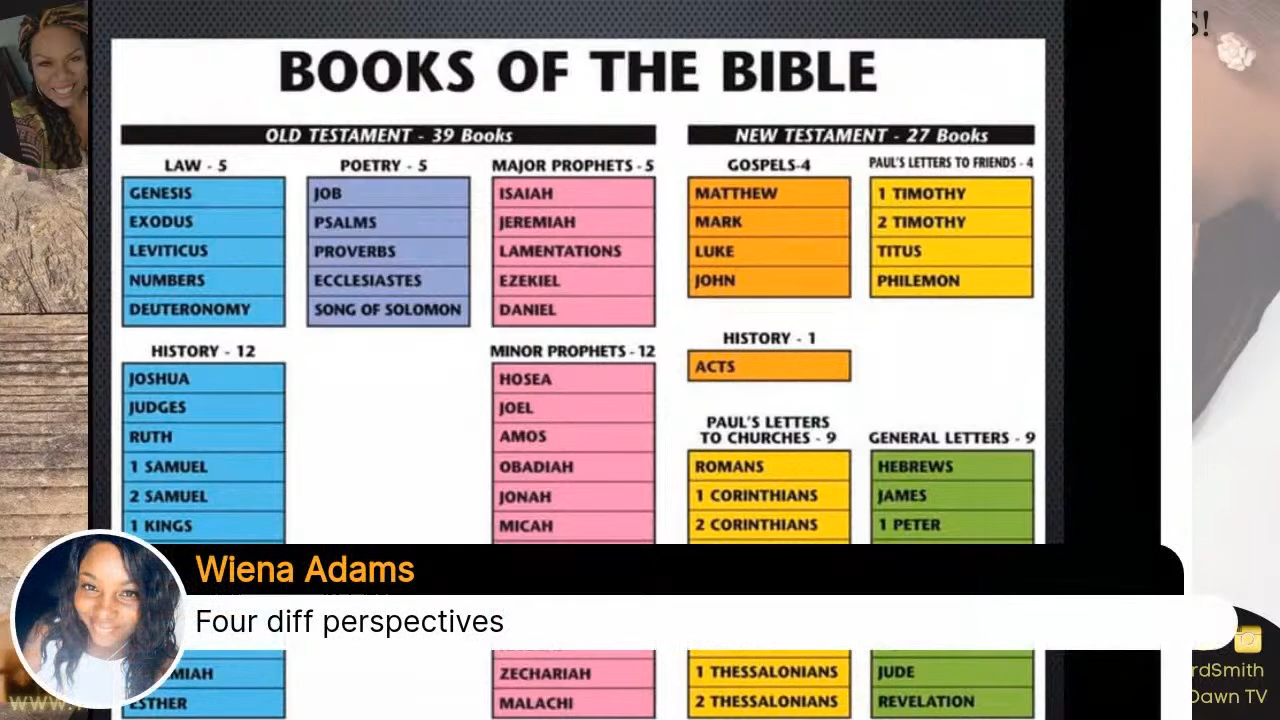 S!
BOOKS OF THE BIBLE
OLD TESTAMENT - 39 Books
LAW - 5
GENESIS
EXODUS
LEVITICUS
NUMBERS
DEUTERONOMY
HISTORY - 12
JOSHUA
JUDGES
RUTH
1 SAMUEL
2 SAMUEL
1 KINGS
MIAH
ESTHER
POETRY - 5
JOB
PSALMS
PROVERBS
ECCLESIASTES
SONG OF SOLOMON
MAJOR PROPHETS - 5
ISAIAH
JEREMIAH
LAMENTATIONS
EZEKIEL
DANIEL
MINOR PROPHETS - 12
HOSEA
JOEL
AMOS
OBADIAH
JONAH
MICAH
ZECHARIAH
MALACHI
NEW TESTAMENT - 27 Books
GOSPELS-4
MATTHEW
MARK
LUKE
JOHN
HISTORY - 1
ACTS
PAUL'S LETTERS
TO CHURCHES - 9
ROMANS
1 CORINTHIANS
2 CORINTHIANS
1 THESSALONIANS
2 THESSALONIANS
PAUL'S LETTERS TO FRIENDS - 4
1 TIMOTHY
2 TIMOTHY
TITUS
PHILEMON
GENERAL LETTERS - 9
HEBREWS
JAMES
1 PETER
JUDE
REVELATION
Wiena Adams
Four diff perspectives
rdSmith
Dawn TV
www.